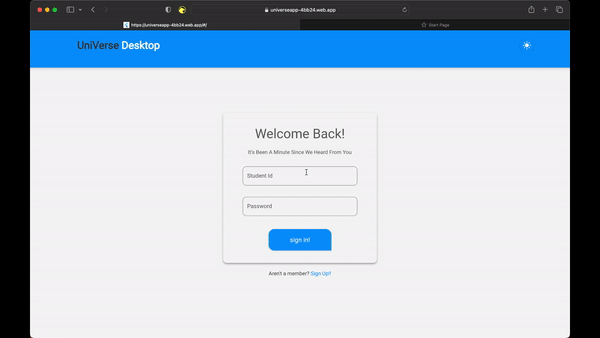 universeapp-4bb24.web.app
https://universeapp-4bb24.web.app/#/
Start Page
UniVerse Desktop
Welcome Back!
It's Been A Minute Since We Heard From You
Student Id
Password
sign in!
Aren't a member? Sign Up!!